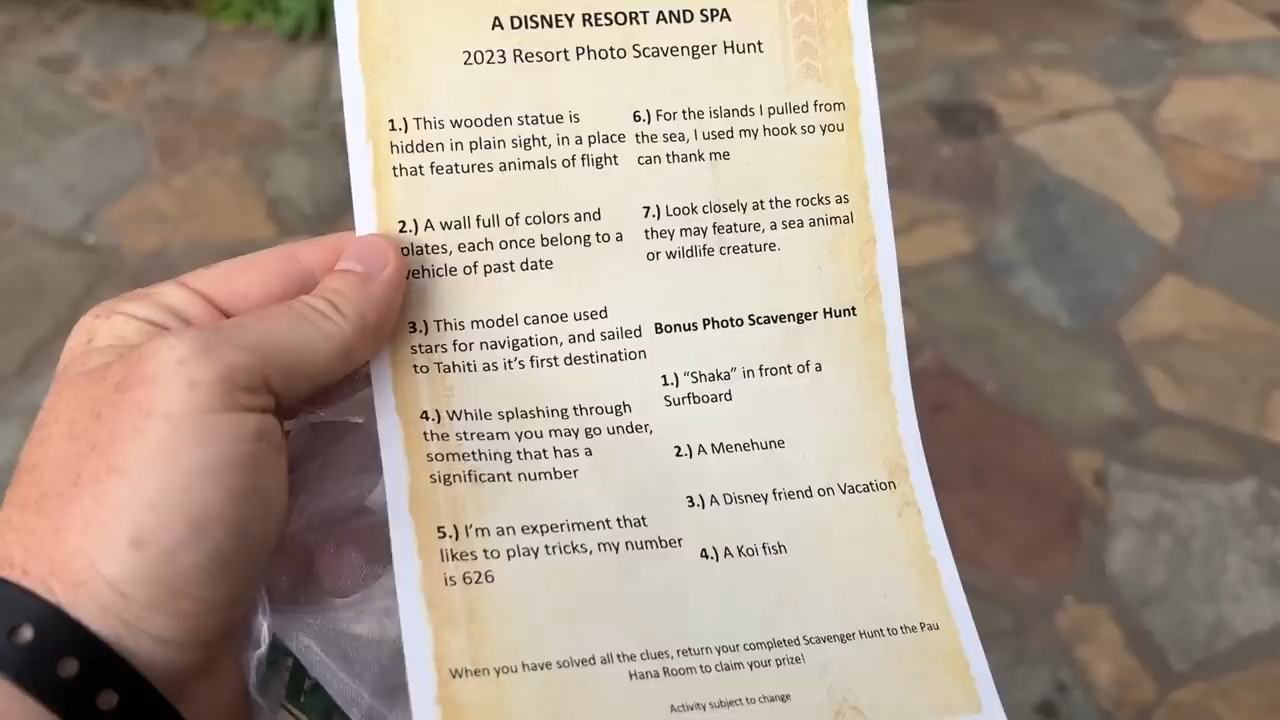 A DISNEY RESORT AND SPA
2023 Resort Photo Scavenger Hunt
1.) This wooden statue is
hidden in plain sight, in a place
that features animals of flight
2.) A wall full of colors and
plates, each once belong to a
vehicle of past date
3.) This model canoe used
stars for navigation, and sailed
to Tahiti as it's first destination
4.) While splashing through
the stream you may go under,
something that has a
significant number
5.) I'm an experiment that
likes to play tricks, my number
is 626
6.) For the islands I pulled from
the sea, I used my hook so you
can thank me
7.) Look closely at the rocks as
they may feature, a sea animal
or wildlife creature.
Bonus Photo Scavenger Hunt
1.) "Shaka" in front of a
Surfboard
2.) A Menehune
3.) A Disney friend on Vacation
4.) A Koi fish
When you have solved all the clues, return your completed Scavenger Hunt to the Pau
Hana Room to claim your prize!
Activity subject to change